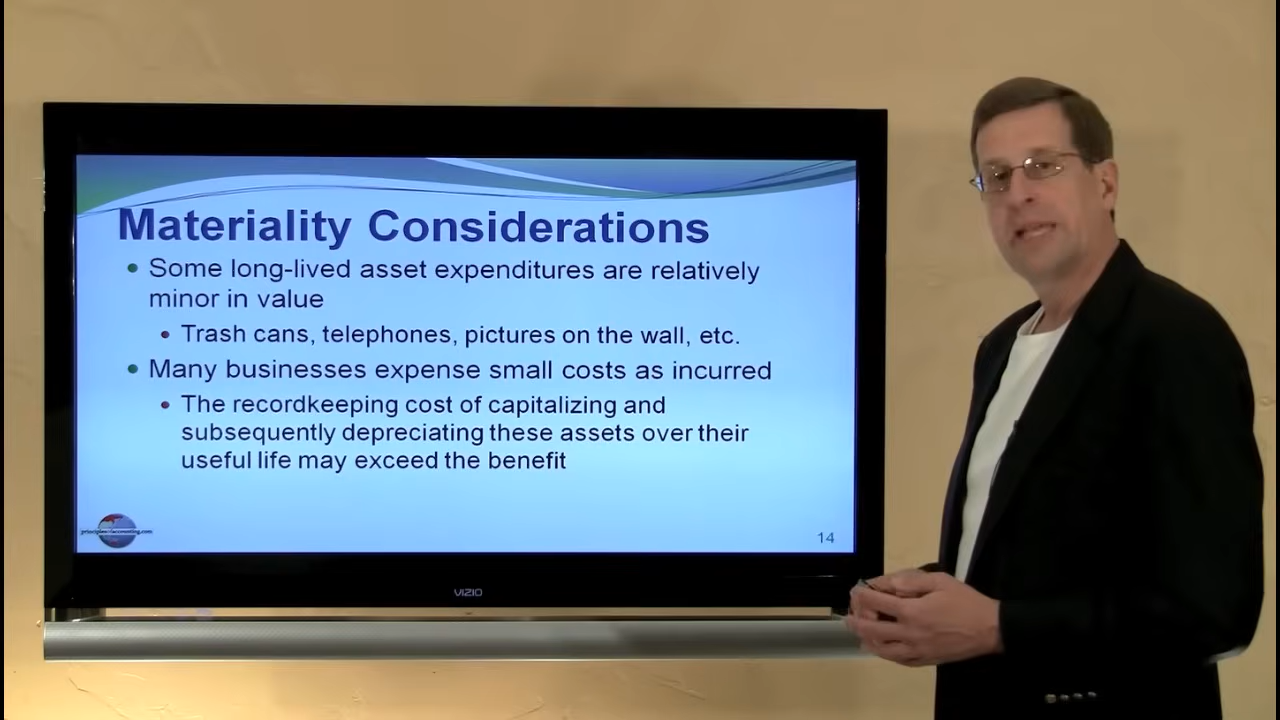 Materiality Considerations
• Some long-lived asset expenditures are relatively
minor in value
• Trash cans, telephones, pictures on the wall, etc.
• Many businesses expense small costs as incurred
• The recordkeeping cost of capitalizing and
subsequently depreciating these assets over their
useful life may exceed the benefit
principlesofaccounting.com
14
VIZIO